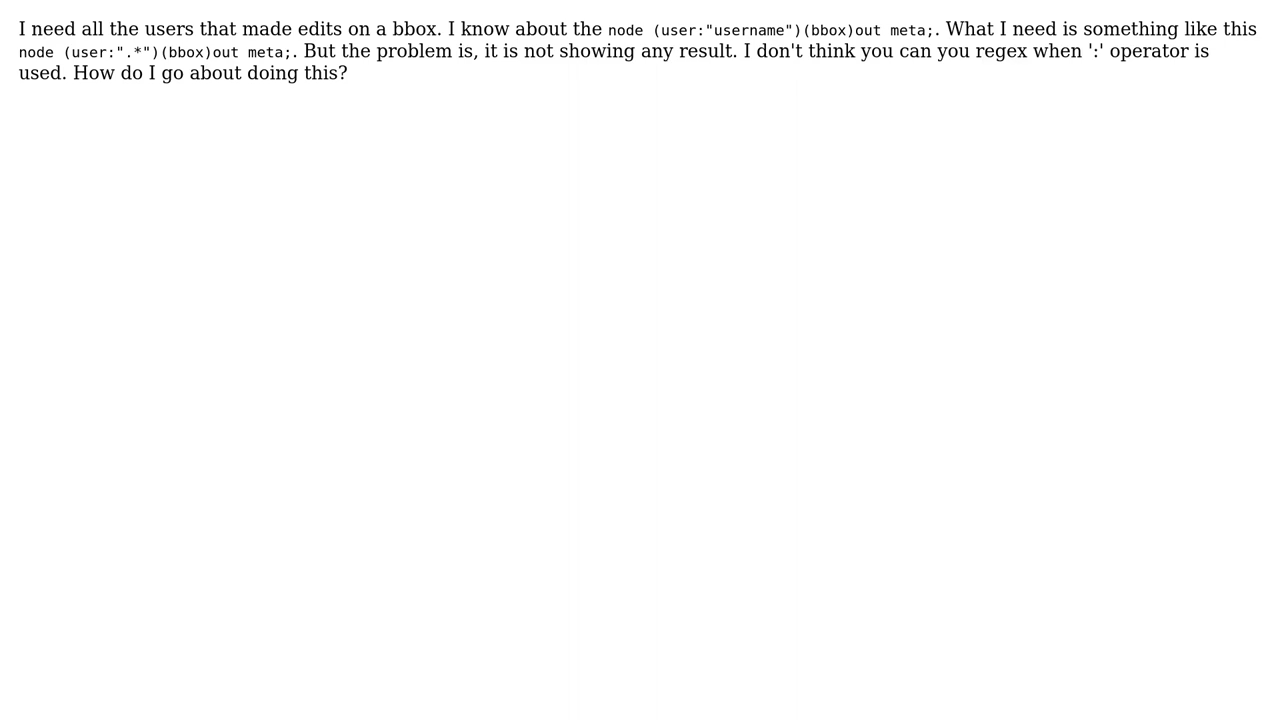 I need all the users that made edits on a bbox. I know about the node (user:"username")(bbox)out meta;. What I need is something like this
node (user:".*")(bbox)out meta;. But the problem is, it is not showing any result. I don't think you can you regex when ':' operator is
used. How do I go about doing this?